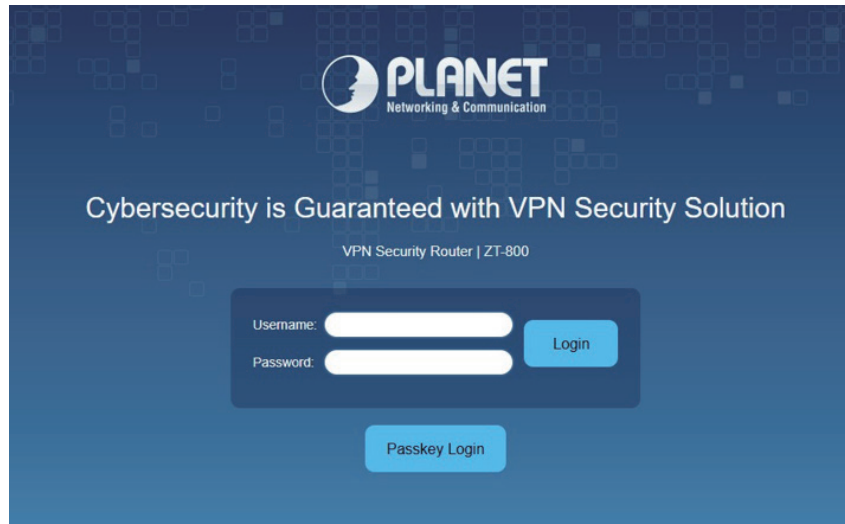 PLANET
Networking & Communication
Cybersecurity is Guaranteed with VPN Security Solution
VPN Security Router | ZT-800
Username:
Login
Password:
Passkey Login